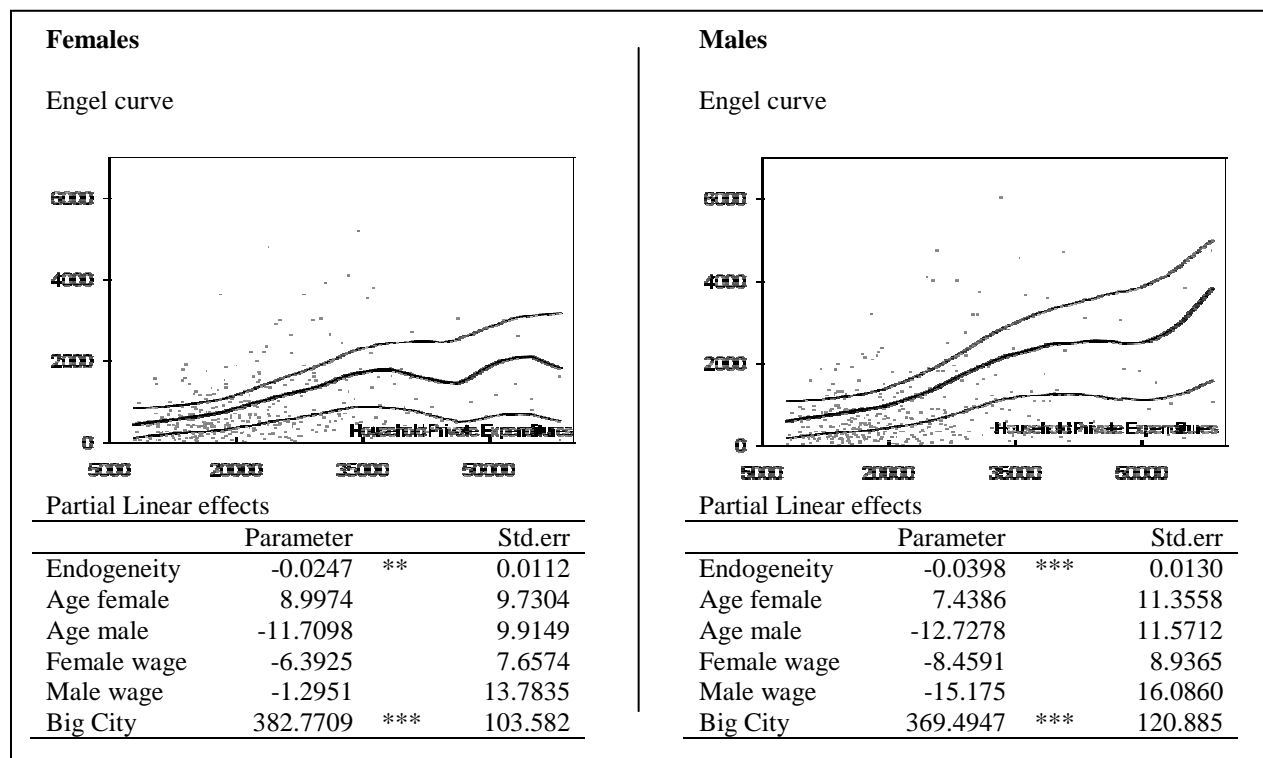 Females
Engel curve
6000
4000
2000
0
Household Private Expenditures
5000 20000 35000 50000
Partial Linear effects
Parameter Std.err
Endogeneity -0.0247 ** 0.0112
Age female 8.9974 9.7304
Age male -11.7098 9.9149
Female wage -6.3925 7.6574
Male wage -1.2951 13.7835
Big City 382.7709 *** 103.582
Males
Engel curve
6000
4000
2000
0
Household Private Expenditures
5000 20000 35000 50000
Partial Linear effects
Parameter Std.err
Endogeneity -0.0398 *** 0.0130
Age female 7.4386 11.3558
Age male -12.7278 11.5712
Female wage -8.4591 8.9365
Male wage -15.175 16.0860
Big City 369.4947 *** 120.885